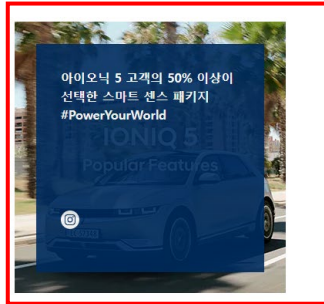 아이오닉 5 고객의 50% 이상이
선택한 스마트 센스 패키지
#PowerYourWorld
IONIQ 5
Popular Features